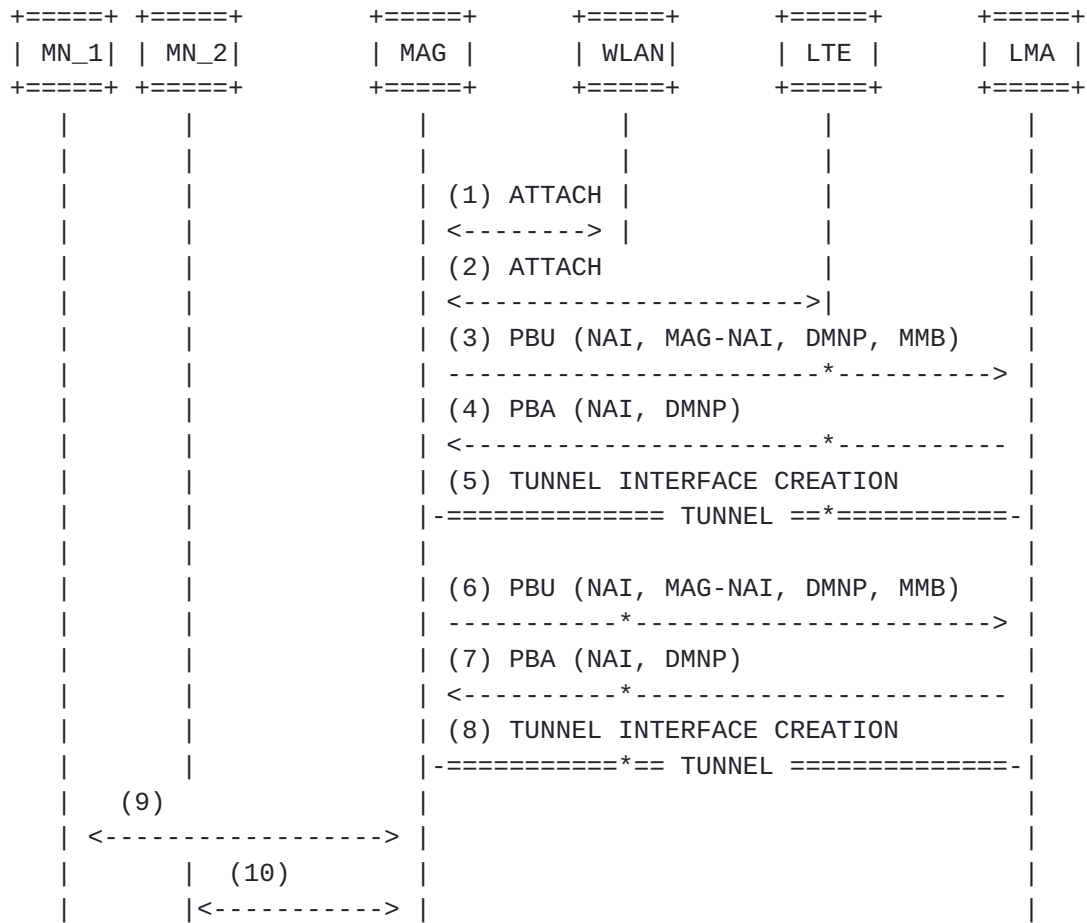 MN_1 MN_2 MAG WLAN LTE LMA
(1) ATTACH
(2) ATTACH
(3) PBU (NAI, MAG-NAI, DMNP, MMB)
(4) PBA (NAI, DMNP)
(5) TUNNEL INTERFACE CREATION
TUNNEL
(6) PBU (NAI, MAG-NAI, DMNP, MMB)
(7) PBA (NAI, DMNP)
(8) TUNNEL INTERFACE CREATION
TUNNEL
(9)
(10)